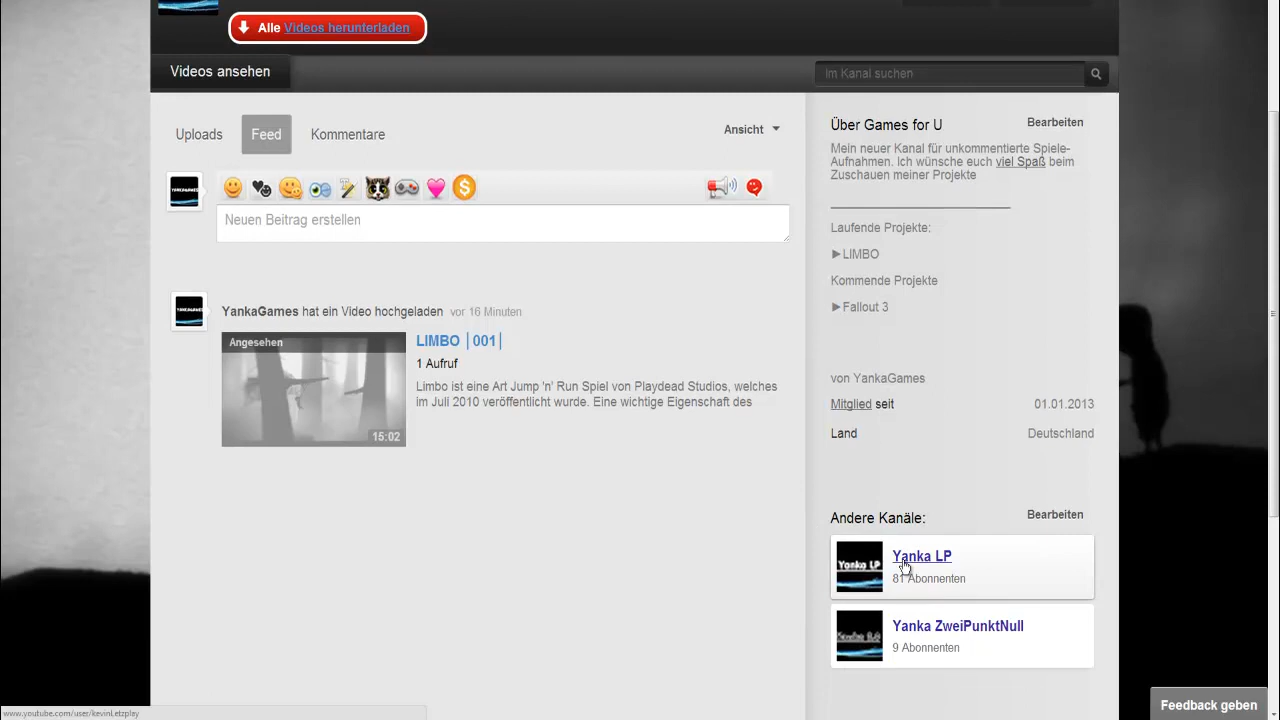 Alle Videos herunterladen
Videos ansehen
Im Kanal suchen
Uploads
Feed
Kommentare
Ansicht
YANKAGAMES
Neuen Beitrag erstellen
YankaGames hat ein Video hochgeladen vor 16 Minuten
Angesehen
15:02
LIMBO │001│
1 Aufruf
Limbo ist eine Art Jump 'n' Run Spiel von Playdead Studios, welches
im Juli 2010 veröffentlicht wurde. Eine wichtige Eigenschaft des
Über Games for U
Bearbeiten
Mein neuer Kanal für unkommentierte Spiele-
Aufnahmen. Ich wünsche euch viel Spaß beim
Zuschauen meiner Projekte
Laufende Projekte:
►LIMBO
Kommende Projekte
►Fallout 3
von YankaGames
Mitglied seit 01.01.2013
Land Deutschland
Andere Kanäle:
Bearbeiten
Yanka LP
Yanka LP
81 Abonnenten
Yanka ZweiPunktNull
9 Abonnenten
Feedback geben
www.youtube.com/user/kevinLetzplay